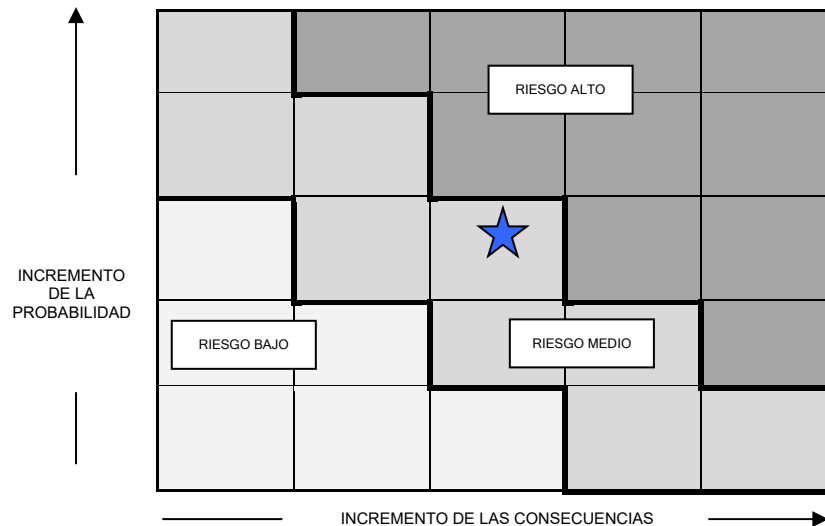 RIESGO ALTO
INCREMENTO
DE LA
PROBABILIDAD
RIESGO BAJO
RIESGO MEDIO
INCREMENTO DE LAS CONSECUENCIAS